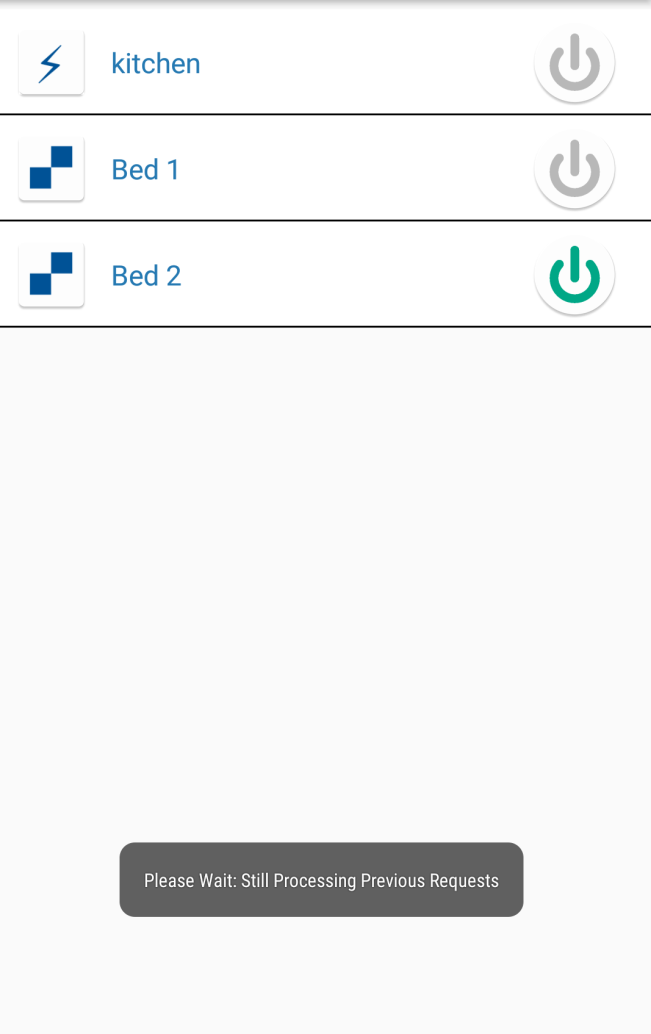 kitchen
Bed 1
Bed 2
Please Wait: Still Processing Previous Requests